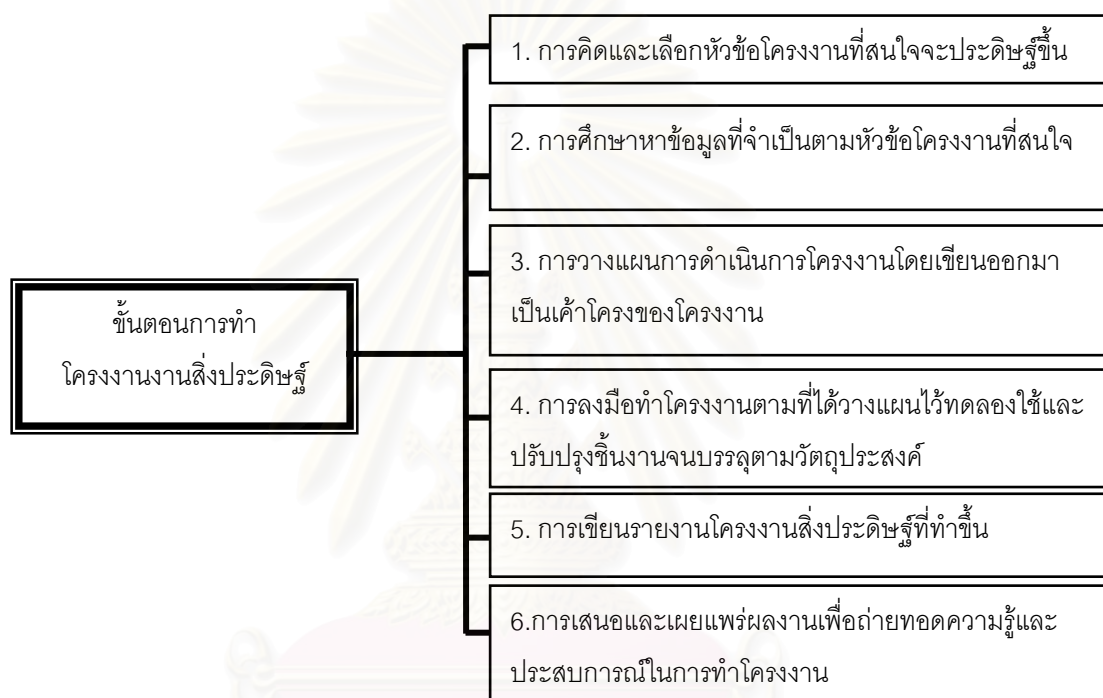 ขั้นตอนการทำ
โครงงานงานสิ่งประดิษฐ์
1. การคิดและเลือกหัวข้อโครงงานที่สนใจจะประดิษฐ์ขึ้น
2. การศึกษาหาข้อมูลที่จำเป็นตามหัวข้อโครงงานที่สนใจ
3. การวางแผนการดำเนินการโครงงานโดยเขียนออกมา
เป็นเค้าโครงของโครงงาน
4. การลงมือทำโครงงานตามที่ได้วางแผนไว้ทดลองใช้และ
ปรับปรุงชิ้นงานจนบรรลุตามวัตถุประสงค์
5. การเขียนรายงานโครงงานสิ่งประดิษฐ์ที่ทำขึ้น
6.การเสนอและเผยแพร่ผลงานเพื่อถ่ายทอดความรู้และ
ประสบการณ์ในการทำโครงงาน